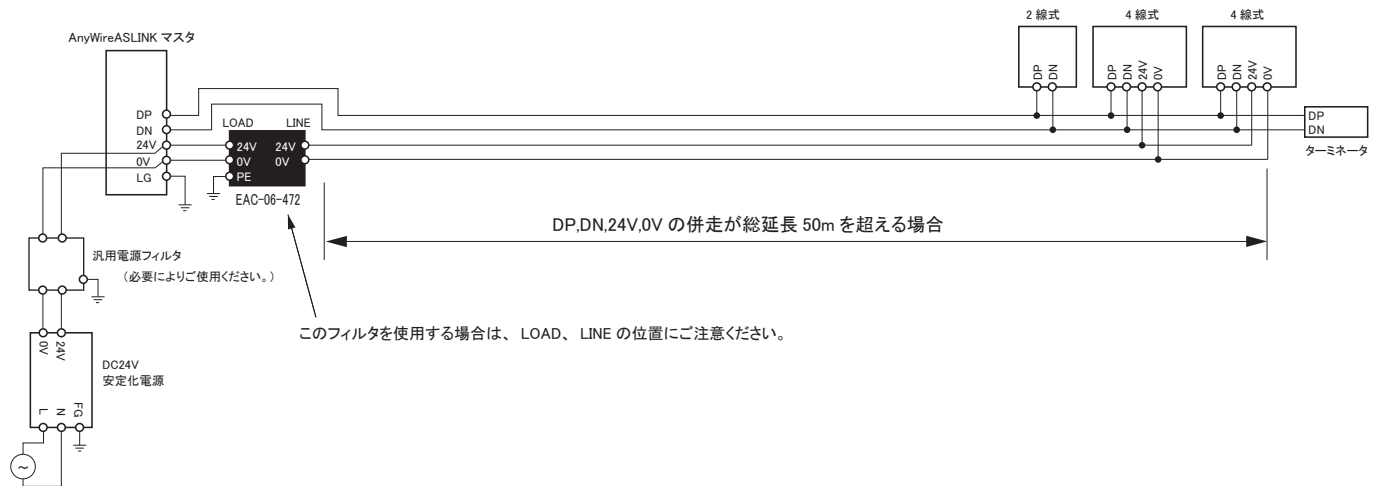 AnyWireASLINK マスタ
DP
DN
24V
0V
LG
LOAD LINE
24V 24V
0V 0V
PE
EAC-06-472
2 線式
DP
DN
4 線式
DP
DN
24V
0V
4 線式
DP
DN
24V
0V
DP
DN
ターミネータ
DP,DN,24V,0V の併走が総延長 50m を超える場合
このフィルタを使用する場合は、 LOAD、 LINE の位置にご注意ください。
汎用電源フィルタ
（必要によりご使用ください。）
0V
24V
DC24V
安定化電源
L
N
FG
~